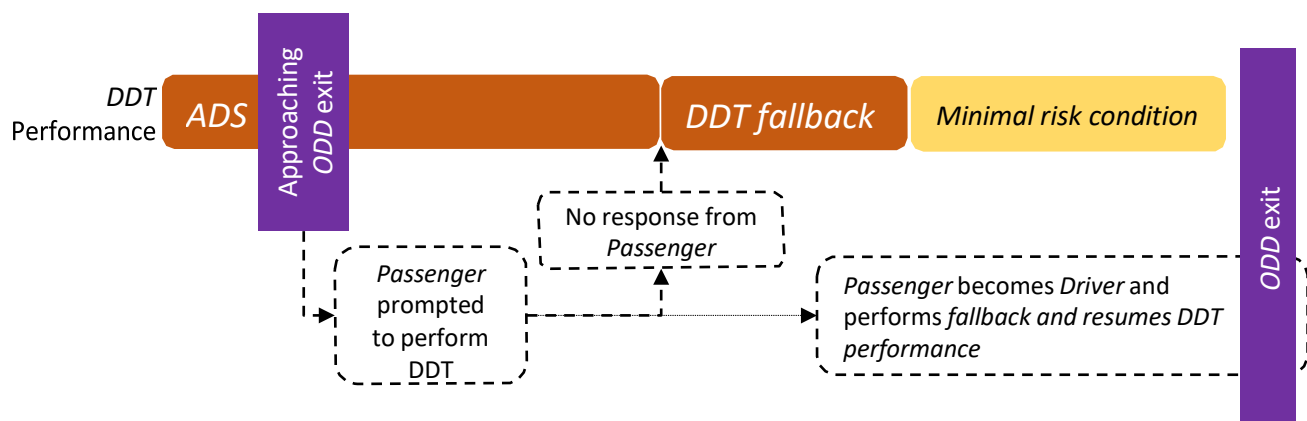 DDT
Performance
ADS
Approaching
ODD exit
DDT fallback
Minimal risk condition
No response from
Passenger
Passenger
prompted
to perform
DDT
Passenger becomes Driver and
performs fallback and resumes DDT
performance
ODD exit